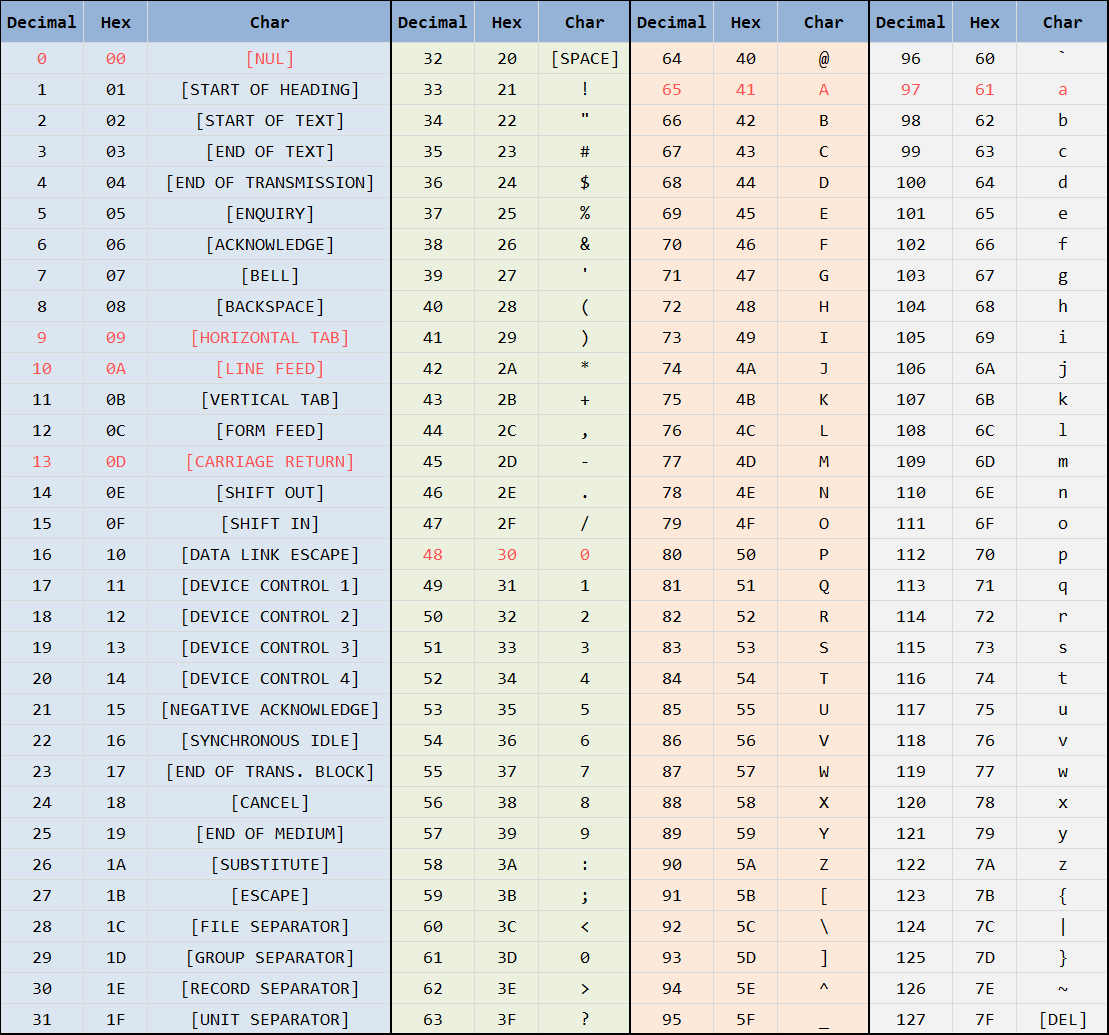 Decimal Hex Char Decimal Hex Char Decimal Hex Char Decimal Hex Char
0 00 [NUL] 32 20 [SPACE] 64 40 @ 96 60 `
1 01 [START OF HEADING] 33 21 ! 65 41 A 97 61 a
2 02 [START OF TEXT] 34 22 " 66 42 B 98 62 b
3 03 [END OF TEXT] 35 23 # 67 43 C 99 63 c
4 04 [END OF TRANSMISSION] 36 24 $ 68 44 D 100 64 d
5 05 [ENQUIRY] 37 25 % 69 45 E 101 65 e
6 06 [ACKNOWLEDGE] 38 26 & 70 46 F 102 66 f
7 07 [BELL] 39 27 ' 71 47 G 103 67 g
8 08 [BACKSPACE] 40 28 ( 72 48 H 104 68 h
9 09 [HORIZONTAL TAB] 41 29 ) 73 49 I 105 69 i
10 0A [LINE FEED] 42 2A * 74 4A J 106 6A j
11 0B [VERTICAL TAB] 43 2B + 75 4B K 107 6B k
12 0C [FORM FEED] 44 2C , 76 4C L 108 6C l
13 0D [CARRIAGE RETURN] 45 2D - 77 4D M 109 6D m
14 0E [SHIFT OUT] 46 2E . 78 4E N 110 6E n
15 0F [SHIFT IN] 47 2F / 79 4F O 111 6F o
16 10 [DATA LINK ESCAPE] 48 30 0 80 50 P 112 70 p
17 11 [DEVICE CONTROL 1] 49 31 1 81 51 Q 113 71 q
18 12 [DEVICE CONTROL 2] 50 32 2 82 52 R 114 72 r
19 13 [DEVICE CONTROL 3] 51 33 3 83 53 S 115 73 s
20 14 [DEVICE CONTROL 4] 52 34 4 84 54 T 116 74 t
21 15 [NEGATIVE ACKNOWLEDGE] 53 35 5 85 55 U 117 75 u
22 16 [SYNCHRONOUS IDLE] 54 36 6 86 56 V 118 76 v
23 17 [END OF TRANS. BLOCK] 55 37 7 87 57 W 119 77 w
24 18 [CANCEL] 56 38 8 88 58 X 120 78 x
25 19 [END OF MEDIUM] 57 39 9 89 59 Y 121 79 y
26 1A [SUBSTITUTE] 58 3A : 90 5A Z 122 7A z
27 1B [ESCAPE] 59 3B ; 91 5B [ 123 7B {
28 1C [FILE SEPARATOR] 60 3C < 92 5C \ 124 7C |
29 1D [GROUP SEPARATOR] 61 3D 0 93 5D ] 125 7D }
30 1E [RECORD SEPARATOR] 62 3E > 94 5E ^ 126 7E ~
31 1F [UNIT SEPARATOR] 63 3F ? 95 5F _ 127 7F [DEL]